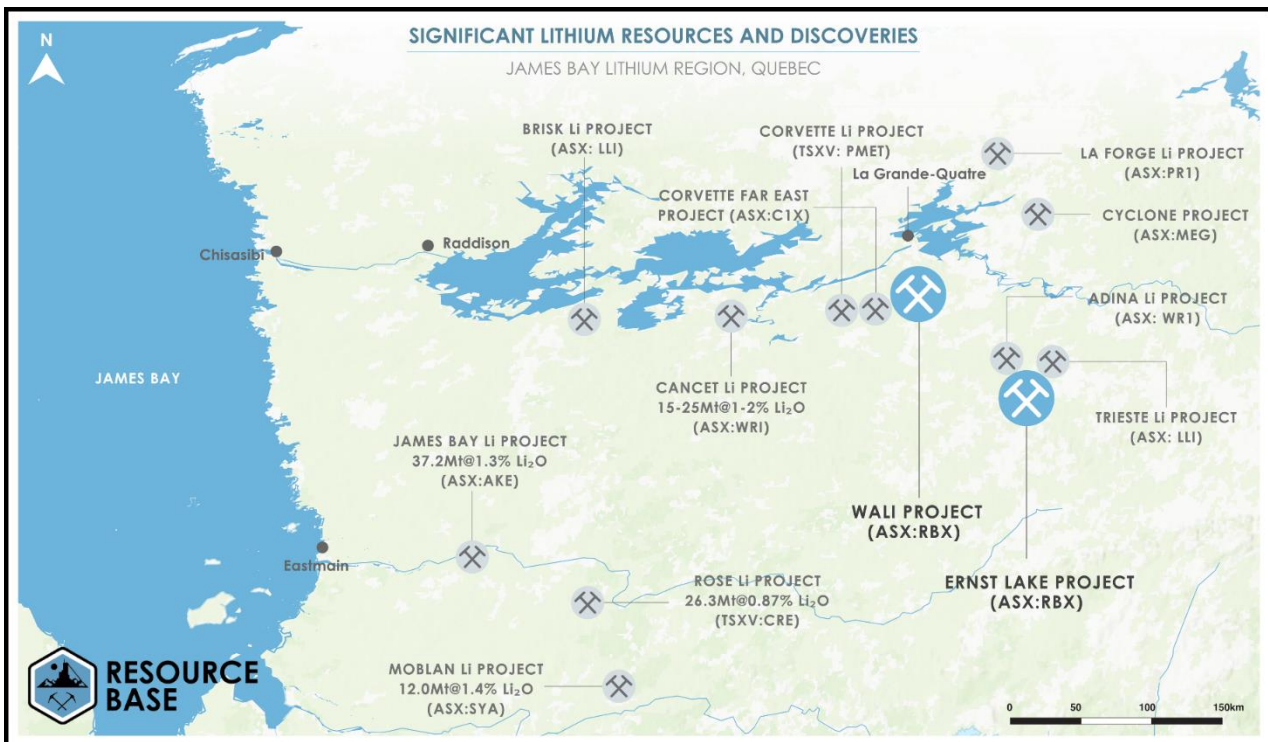 SIGNIFICANT LITHIUM RESOURCES AND DISCOVERIES
JAMES BAY LITHIUM REGION, QUEBEC
N
BRISK Li PROJECT
(ASX: LLI)
CORVETTE Li PROJECT
(TSXV: PMET)
La Grande-Quatre
LA FORGE Li PROJECT
(ASX:PR1)
CORVETTE FAR EAST
PROJECT (ASX:C1X)
CYCLONE PROJECT
(ASX:MEG)
Chisasibi
Raddison
ADINA Li PROJECT
(ASX: WR1)
JAMES BAY
CANCET Li PROJECT
15-25Mt@1-2% Li₂O
(ASX:WRI)
TRIESTE Li PROJECT
(ASX: LLI)
JAMES BAY Li PROJECT
37.2Mt@1.3% Li₂O
(ASX:AKE)
WALI PROJECT
(ASX:RBX)
Eastmain
ROSE Li PROJECT
26.3Mt@0.87% Li₂O
(TSXV:CRE)
ERNST LAKE PROJECT
(ASX:RBX)
MOBLAN Li PROJECT
12.0Mt@1.4% Li₂O
(ASX:SYA)
RESOURCE
BASE
0 50 100 150km